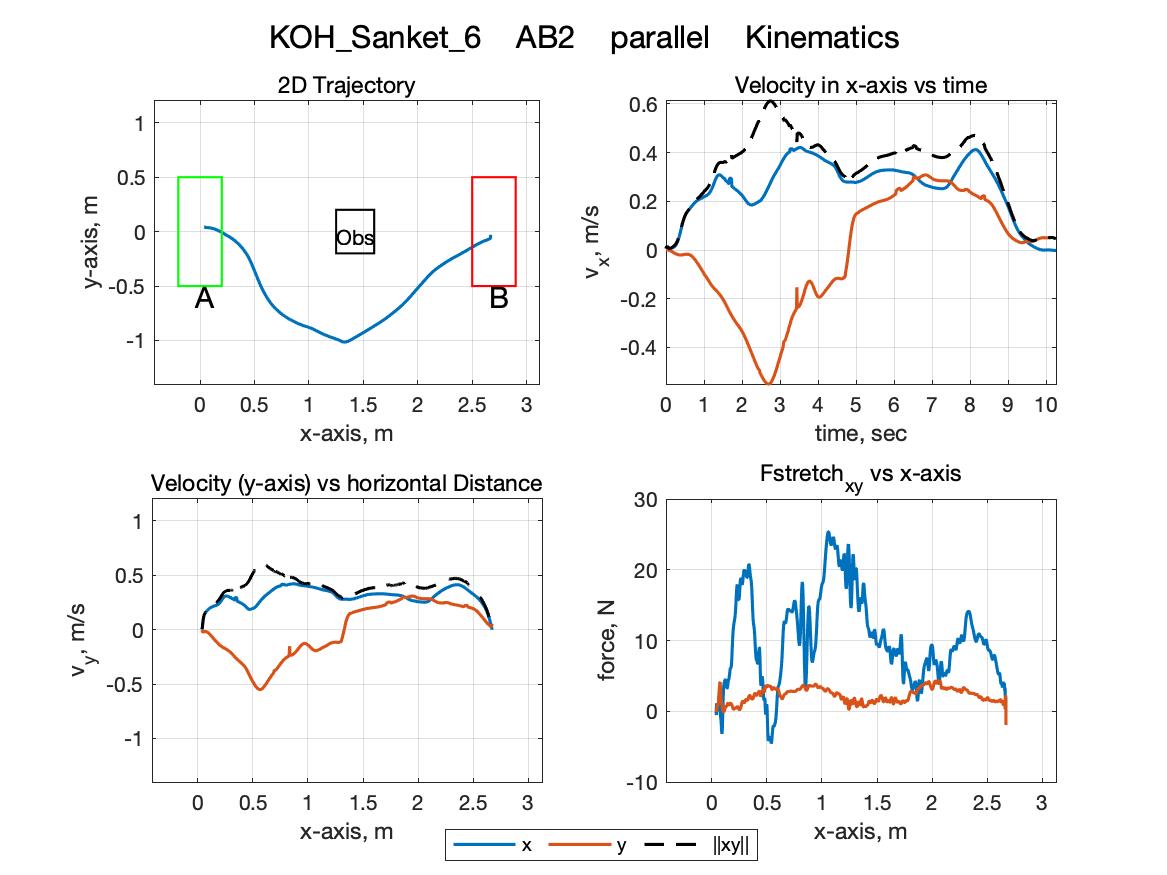 KOH_Sanket_6 AB2 parallel Kinematics
2D Trajectory
1
0.5
0
-0.5
-1
y-axis, m
Obs
A
B
0 0.5 1 1.5 2 2.5 3
x-axis, m
Velocity in x-axis vs time
0.6
0.4
0.2
0
-0.2
-0.4
vx, m/s
0 1 2 3 4 5 6 7 8 9 10
time, sec
Velocity (y-axis) vs horizontal Distance
1
0.5
0
-0.5
-1
vy, m/s
0 0.5 1 1.5 2 2.5 3
x-axis, m
Fstretchxy vs x-axis
30
20
10
0
-10
force, N
0 0.5 1 1.5 2 2.5 3
x-axis, m
x y ||xy||